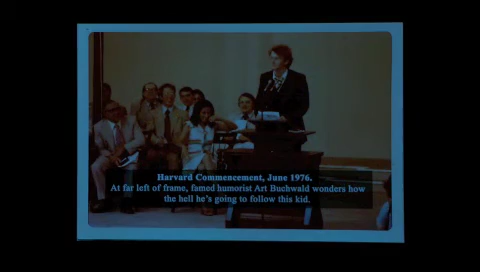 Harvard Commencement, June 1976.
At far left of frame, famed humorist Art Buchwald wonders how
the hell he's going to follow this kid.